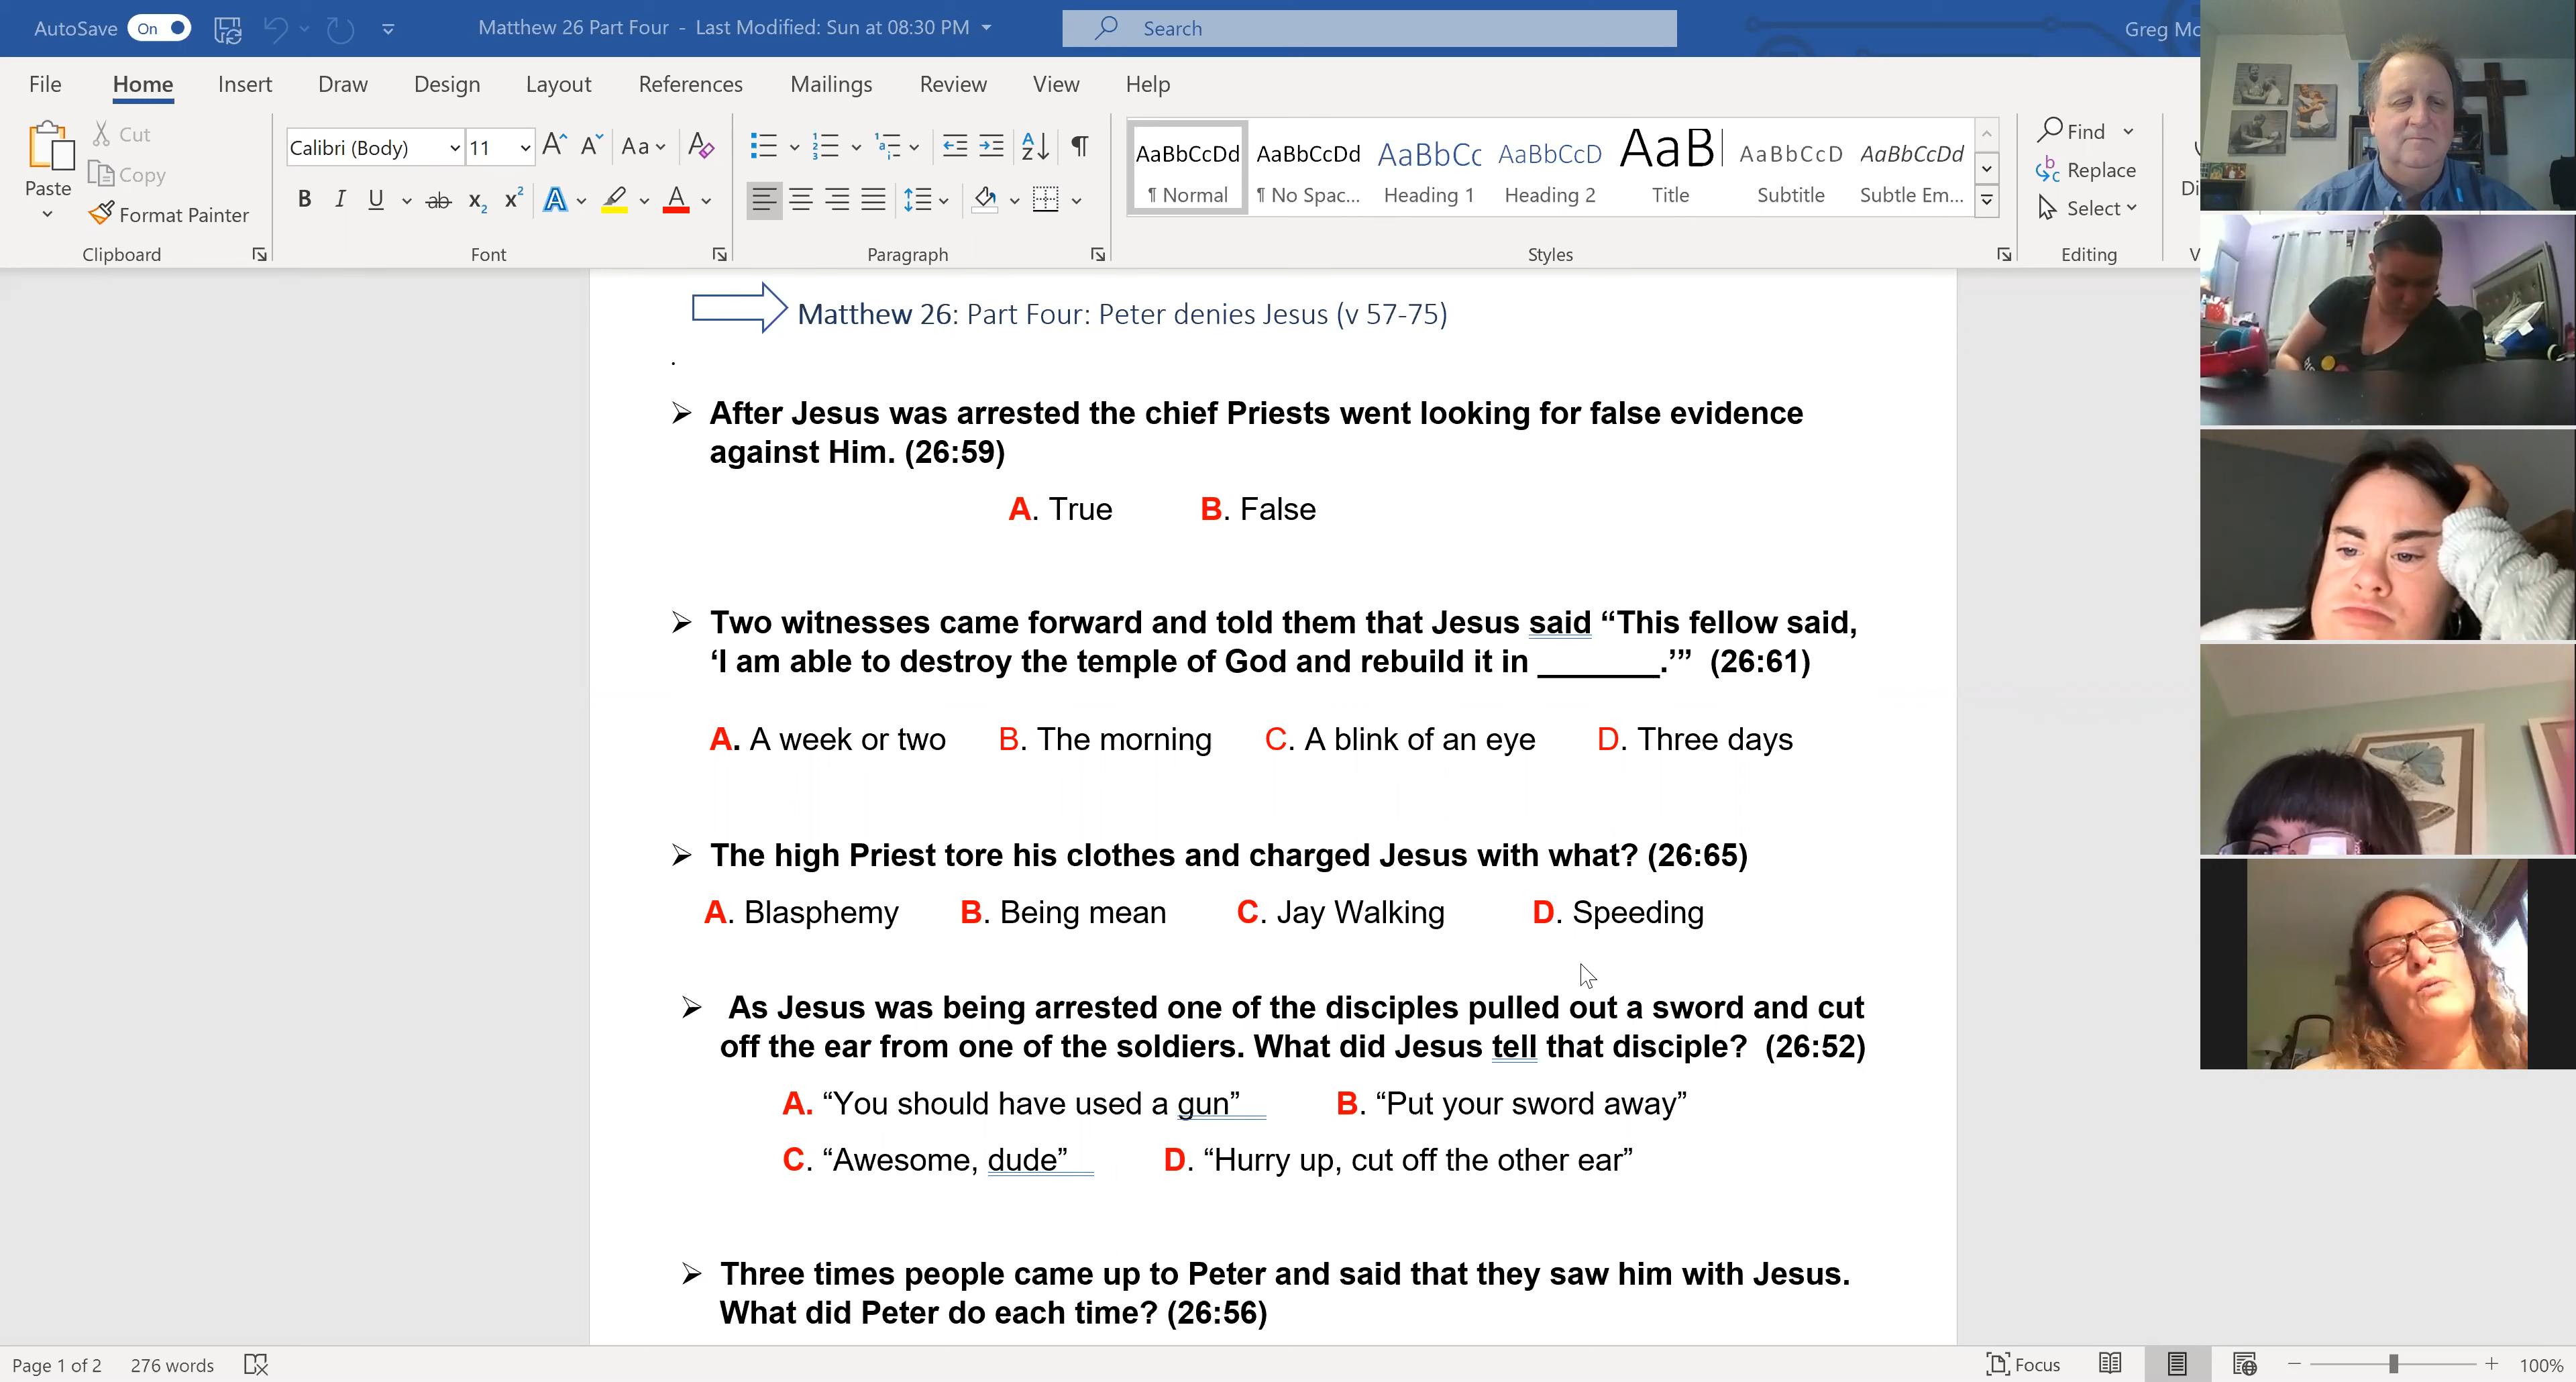 AutoSave On Matthew 26 Part Four - Last Modified: Sun at 08:30 PM Search Greg Mc
File Home Insert Draw Design Layout References Mailings Review View Help
Paste Cut Copy Format Painter
Clipboard
Calibri (Body) 11
Font
Paragraph
AaBbCcDd AaBbCcDd AaBbCc AaBbCcD AaB AaBbCcD AaBbCcDd
¶ Normal ¶ No Spac... Heading 1 Heading 2 Title Subtitle Subtle Em...
Styles
Find
Replace
Select
Editing
Di
V
Matthew 26: Part Four: Peter denies Jesus (v 57-75)
.
➢ After Jesus was arrested the chief Priests went looking for false evidence
against Him. (26:59)
A. True B. False
➢ Two witnesses came forward and told them that Jesus said “This fellow said,
‘I am able to destroy the temple of God and rebuild it in _______.’” (26:61)
A. A week or two B. The morning C. A blink of an eye D. Three days
➢ The high Priest tore his clothes and charged Jesus with what? (26:65)
A. Blasphemy B. Being mean C. Jay Walking D. Speeding
➢ As Jesus was being arrested one of the disciples pulled out a sword and cut
off the ear from one of the soldiers. What did Jesus tell that disciple? (26:52)
A. “You should have used a gun” B. “Put your sword away”
C. “Awesome, dude” D. “Hurry up, cut off the other ear”
➢ Three times people came up to Peter and said that they saw him with Jesus.
What did Peter do each time? (26:56)
Page 1 of 2 276 words Focus 100%